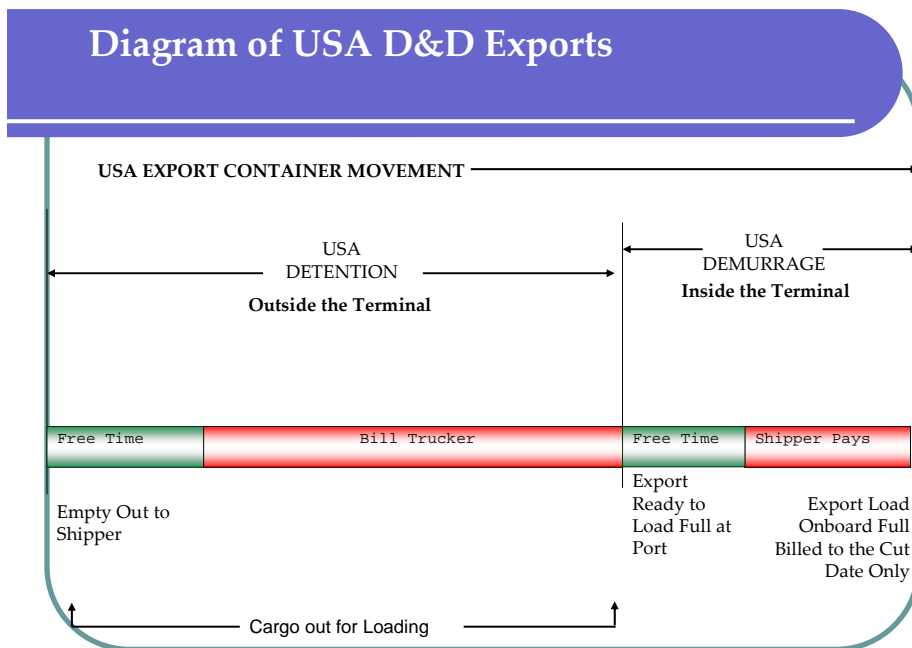 Diagram of USA D&D Exports
USA EXPORT CONTAINER MOVEMENT
USA
DETENTION
Outside the Terminal
USA
DEMURRAGE
Inside the Terminal
Free Time
Bill Trucker
Free Time
Shipper Pays
Empty Out to
Shipper
Export
Ready to
Load Full at
Port
Export Load
Onboard Full
Billed to the Cut
Date Only
Cargo out for Loading